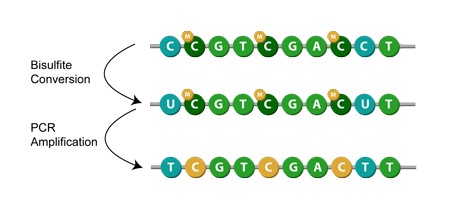 M M M
C C G T C G A C C T
Bisulfite
Conversion
M M M
U C G T C G A C U T
PCR
Amplification
T C G T C G A C T T